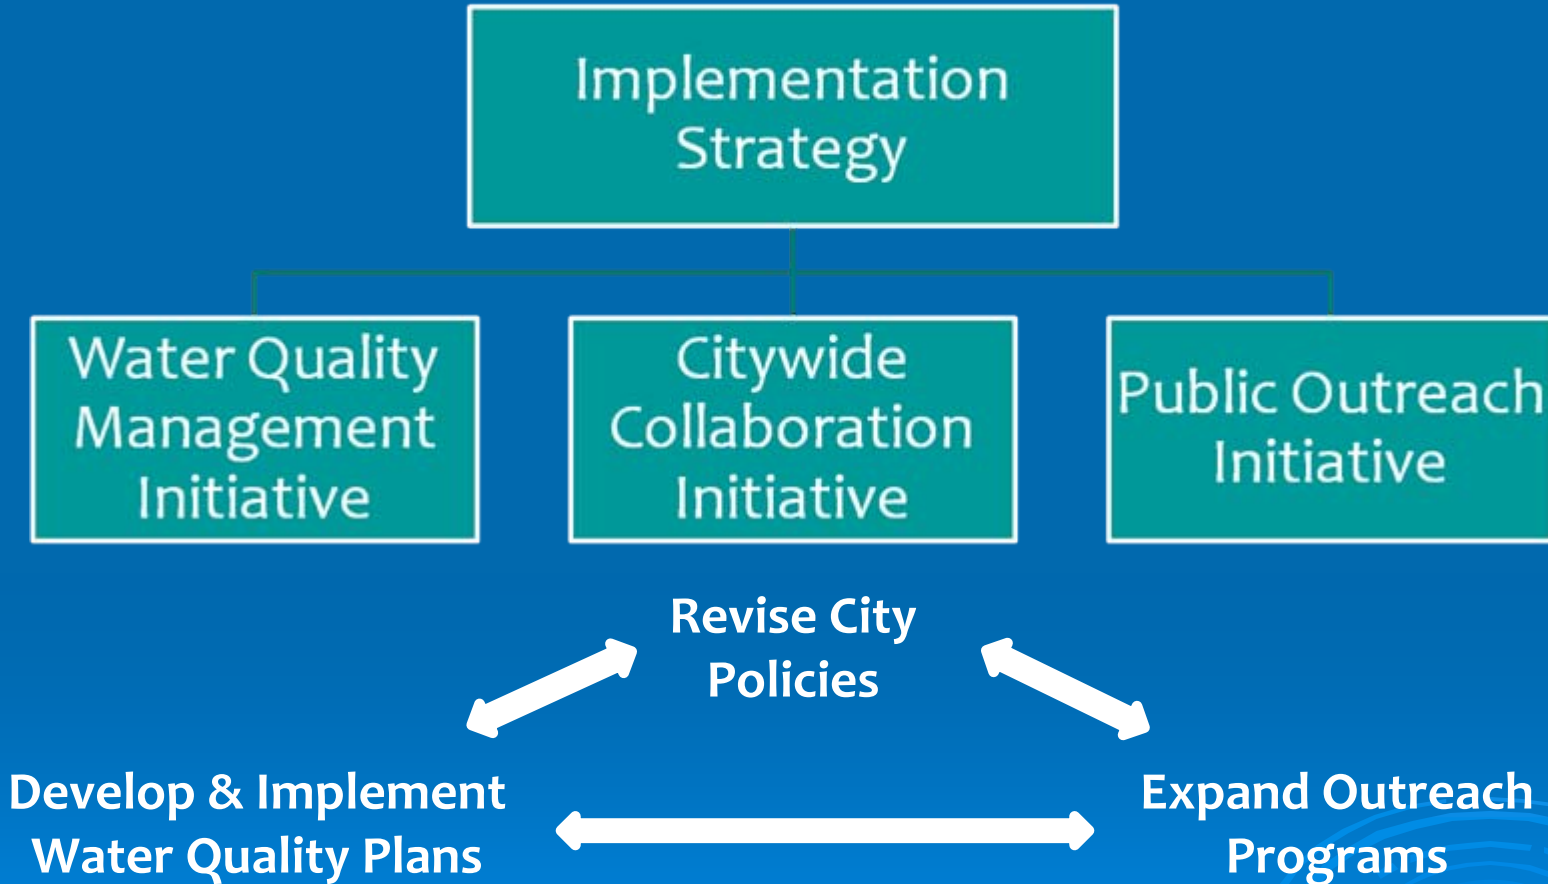 Implementation
Strategy
Water Quality
Management
Initiative
Citywide
Collaboration
Initiative
Public Outreach
Initiative
Revise City
Policies
Develop & Implement
Water Quality Plans
Expand Outreach
Programs